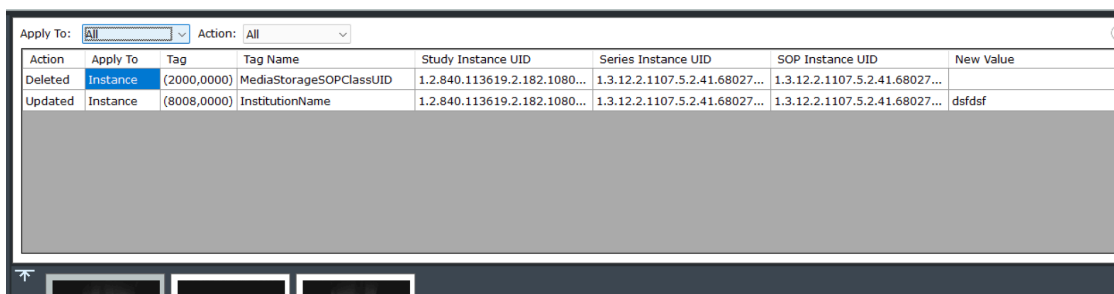 Apply To: All Action: All
Action Apply To Tag Tag Name Study Instance UID Series Instance UID SOP Instance UID New Value
Deleted Instance (2000,0000) MediaStorageSOPClassUID 1.2.840.113619.2.182.1080... 1.3.12.2.1107.5.2.41.68027... 1.3.12.2.1107.5.2.41.68027...
Updated Instance (8008,0000) InstitutionName 1.2.840.113619.2.182.1080... 1.3.12.2.1107.5.2.41.68027... 1.3.12.2.1107.5.2.41.68027... dsfdsf